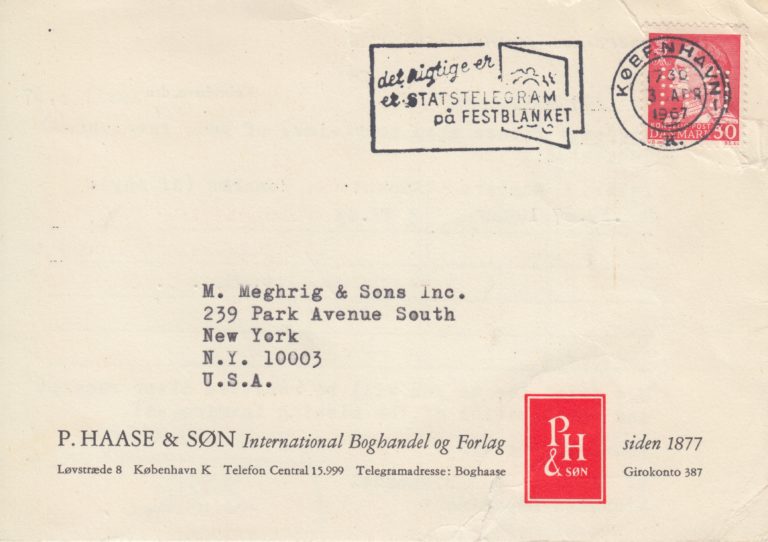 det rigtige er
et STATSTELEGRAM
på FESTBLANKET
KØBENHAVN
1730
3 APR
1967
K.
DANMARK 50
M. Meghrig & Sons Inc.
239 Park Avenue South
New York
N.Y. 10003
U.S.A.
P. HAASE & SØN International Boghandel og Forlag
PH
& SØN
siden 1877
Løvstræde 8 København K Telefon Central 15.999 Telegramadresse: Boghaase
Girokonto 387